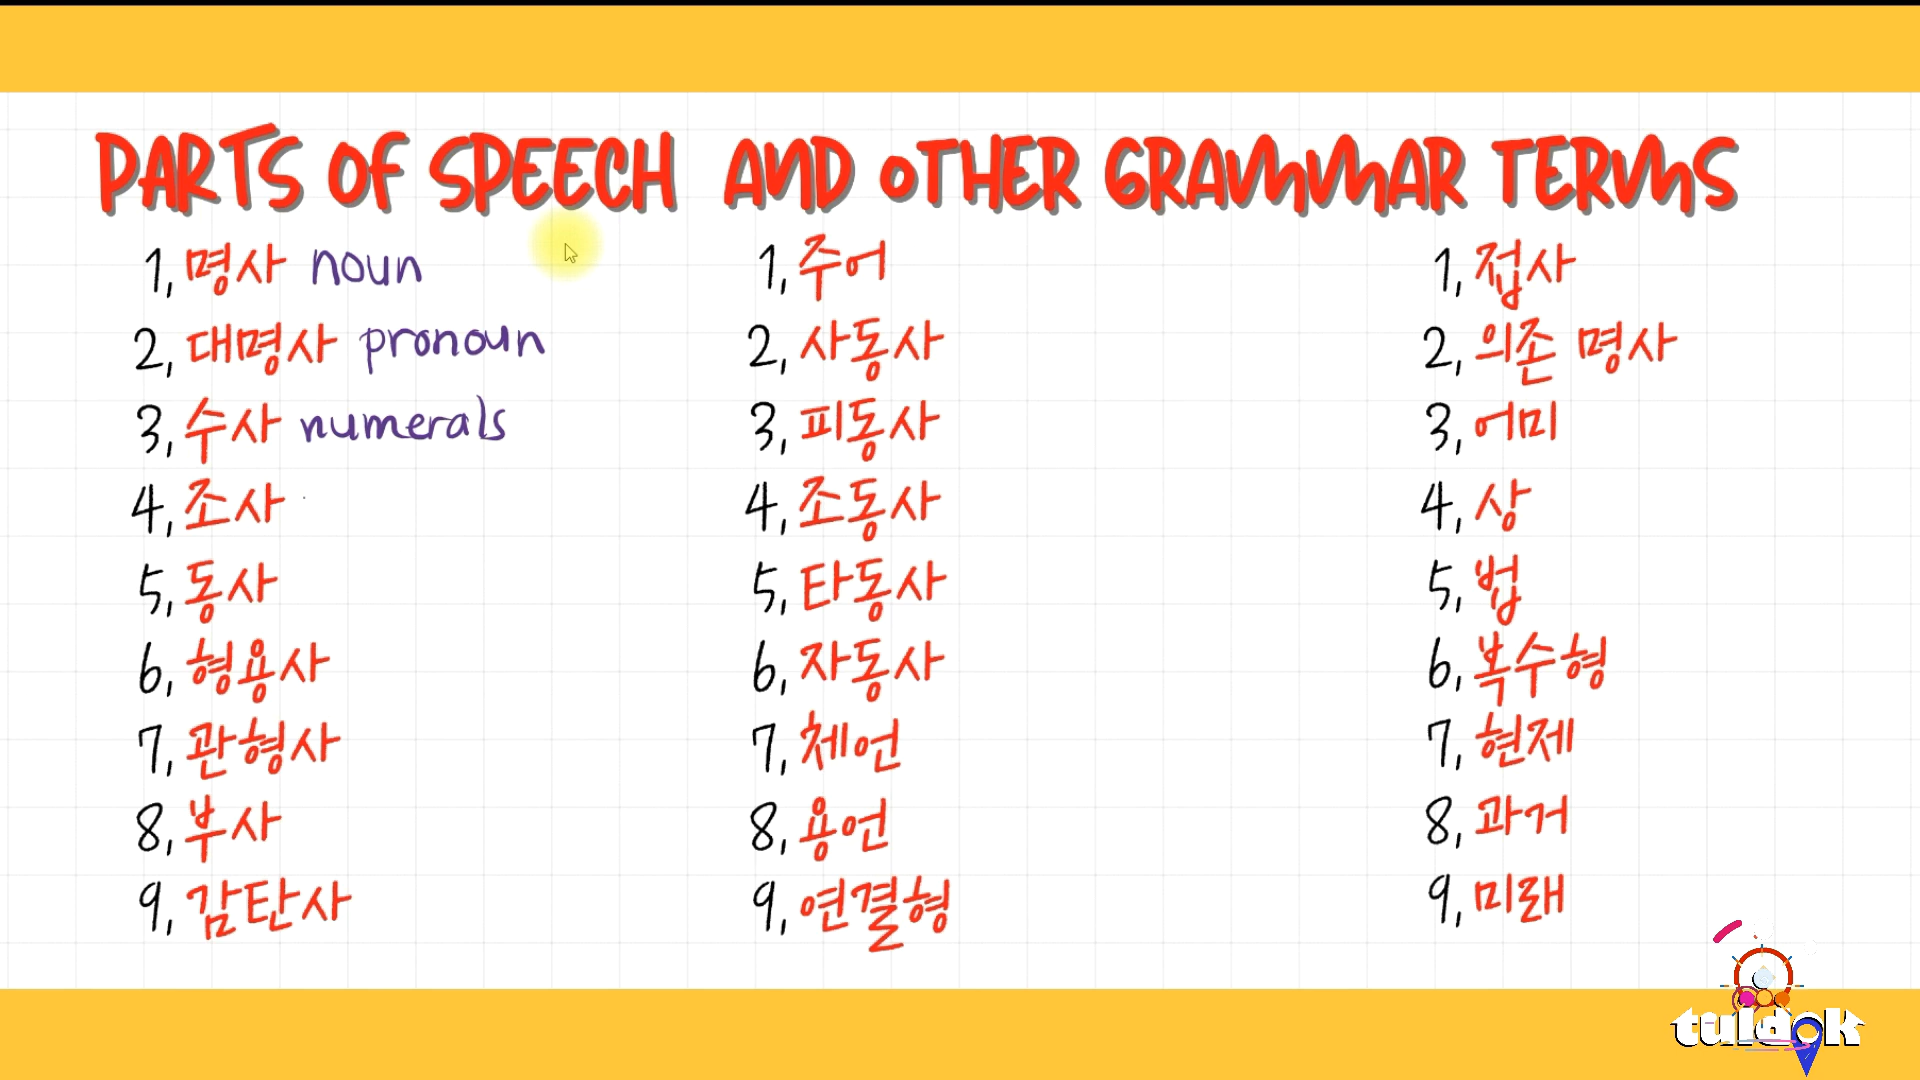 PARTS OF SPEECH AND OTHER GRAMMAR TERMS
1, 명사 noun
2, 대명사 pronoun
3, 수사 numerals
4, 조사
5, 동사
6, 형용사
7, 관형사
8, 부사
9, 감탄사
1, 주어
2, 사동사
3, 피동사
4, 조동사
5, 타동사
6, 자동사
7, 체언
8, 용언
9, 연결형
1, 접사
2, 의존 명사
3, 어미
4, 상
5, 법
6, 복수형
7, 현제
8, 과거
9, 미래
tuldok